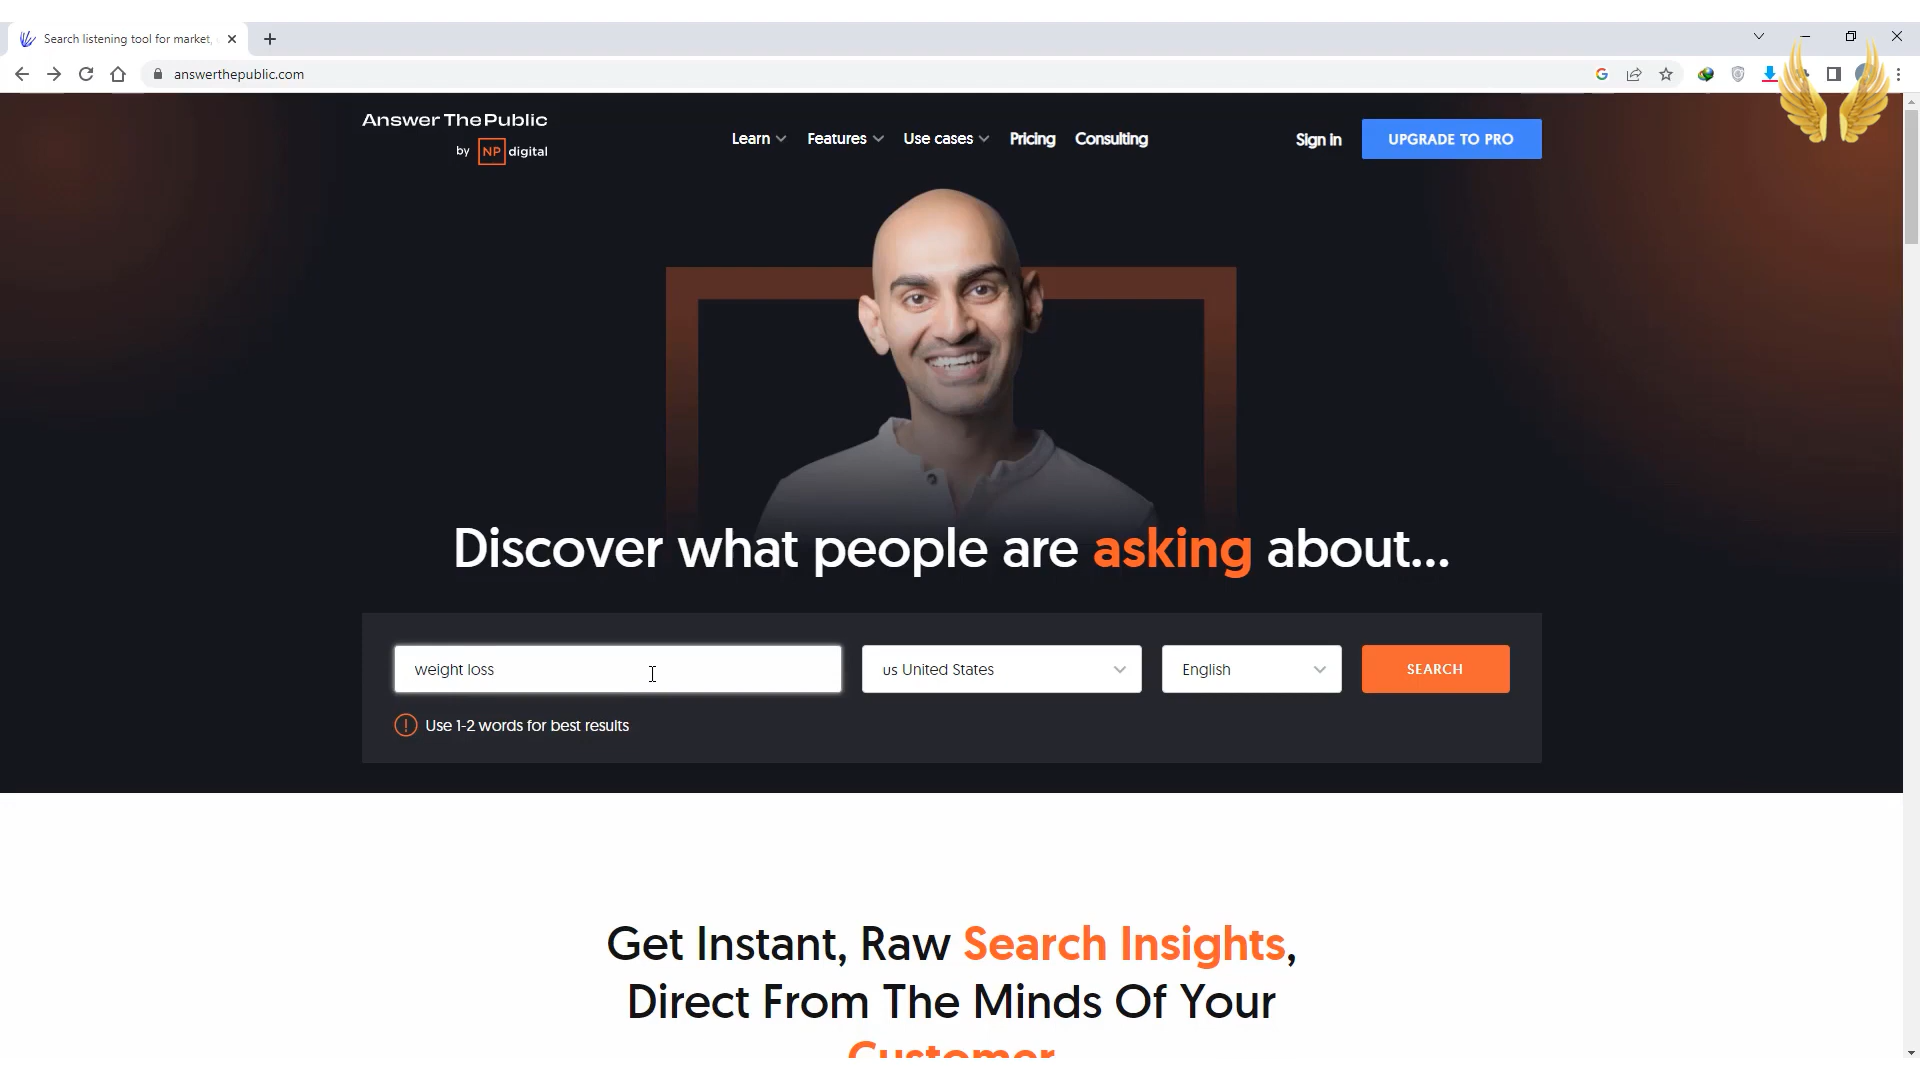 Search listening tool for market,
answerthepublic.com
Answer The Public
by NP digital
Learn
Features
Use cases
Pricing
Consulting
Sign in
UPGRADE TO PRO
Discover what people are asking about...
weight loss
us United States
English
SEARCH
Use 1-2 words for best results
Get Instant, Raw Search Insights,
Direct From The Minds Of Your
Customer